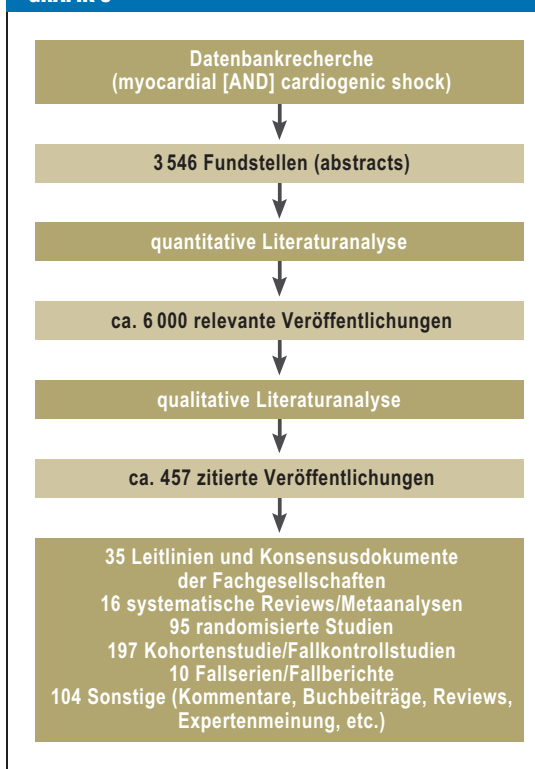 Datenbankrecherche
(myocardial [AND] cardiogenic shock)
3 546 Fundstellen (abstracts)
quantitative Literaturanalyse
ca. 6 000 relevante Veröffentlichungen
qualitative Literaturanalyse
ca. 457 zitierte Veröffentlichungen
35 Leitlinien und Konsensusdokumente
der Fachgesellschaften
16 systematische Reviews/Metaanalysen
95 randomisierte Studien
197 Kohortenstudie/Fallkontrollstudien
10 Fallserien/Fallberichte
104 Sonstige (Kommentare, Buchbeiträge, Reviews,
Expertenmeinung, etc.)